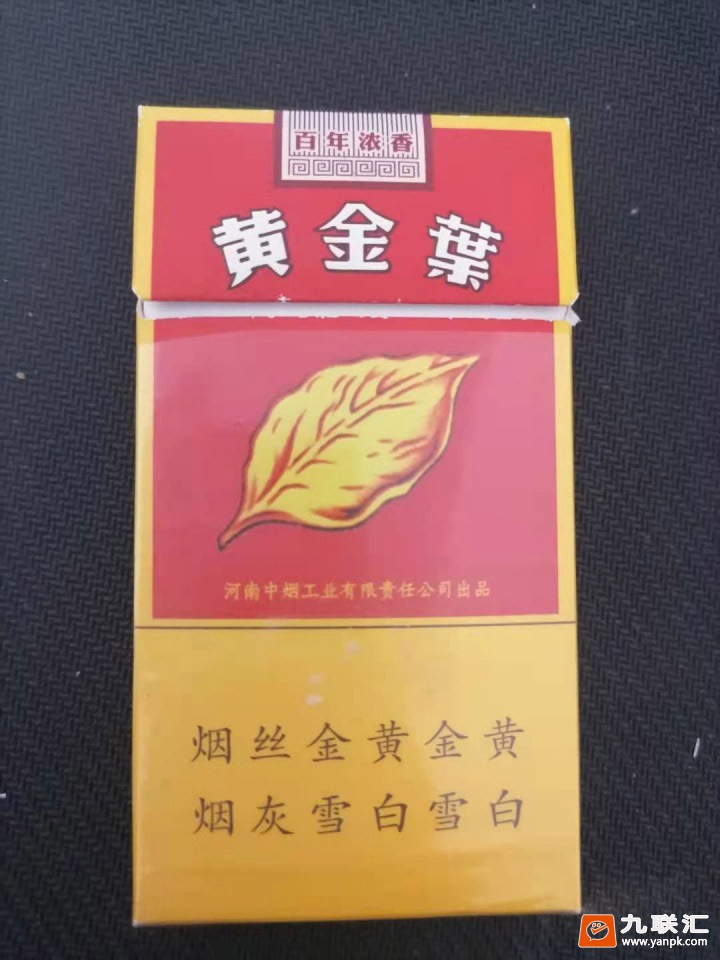 百年浓香
黄金葉
河南中烟工业有限责任公司出品
烟丝金黄金黄
烟灰雪白雪白
九联汇
www.yanpk.com